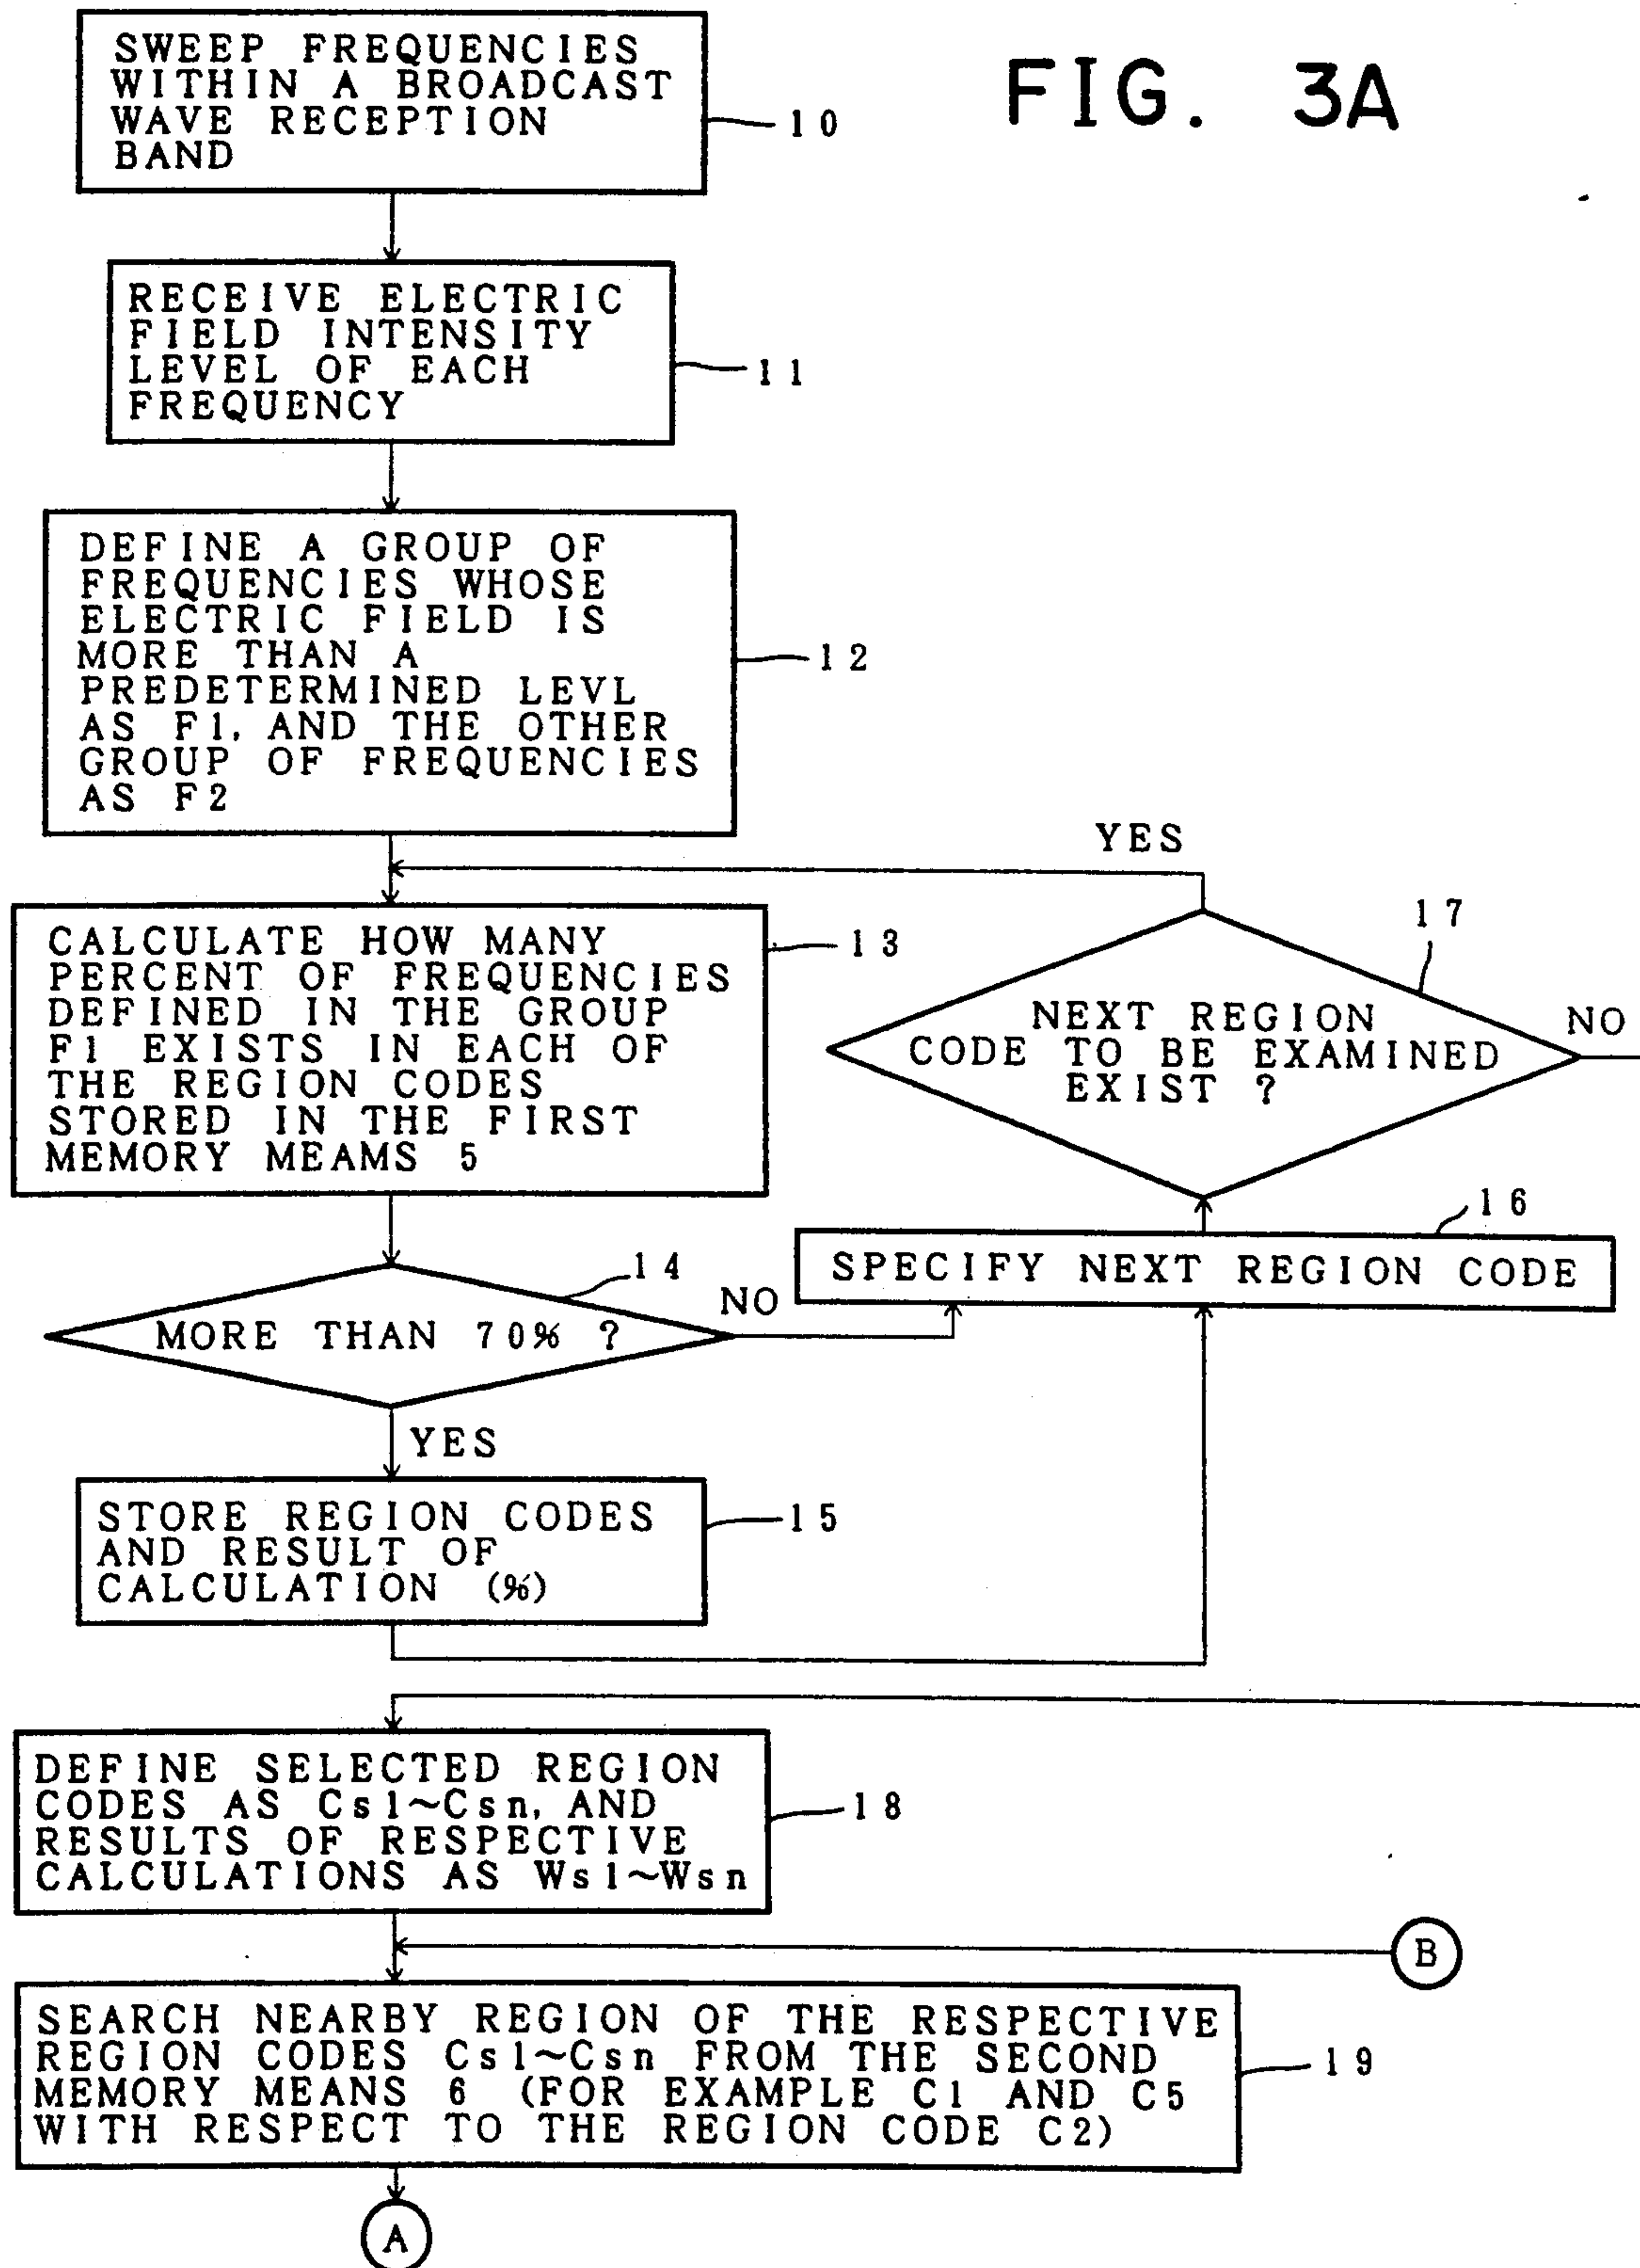 FIG. 3A
SWEEP FREQUENCIES
WITHIN A BROADCAST
WAVE RECEPTION
BAND
10
RECEIVE ELECTRIC
FIELD INTENSITY
LEVEL OF EACH
FREQUENCY
11
DEFINE A GROUP OF
FREQUENCIES WHOSE
ELECTRIC FIELD IS
MORE THAN A
PREDETERMINED LEVL
AS F1, AND THE OTHER
GROUP OF FREQUENCIES
AS F2
12
YES
CALCULATE HOW MANY
PERCENT OF FREQUENCIES
DEFINED IN THE GROUP
F1 EXISTS IN EACH OF
THE REGION CODES
STORED IN THE FIRST
MEMORY MEAMS 5
13
17
NEXT REGION
CODE TO BE EXAMINED
EXIST ?
NO
16
SPECIFY NEXT REGION CODE
14
MORE THAN 70% ?
NO
YES
STORE REGION CODES
AND RESULT OF
CALCULATION (%)
15
DEFINE SELECTED REGION
CODES AS Cs1~Csn, AND
RESULTS OF RESPECTIVE
CALCULATIONS AS Ws1~Wsn
18
B
SEARCH NEARBY REGION OF THE RESPECTIVE
REGION CODES Cs1~Csn FROM THE SECOND
MEMORY MEANS 6 (FOR EXAMPLE C1 AND C5
WITH RESPECT TO THE REGION CODE C2)
19
A